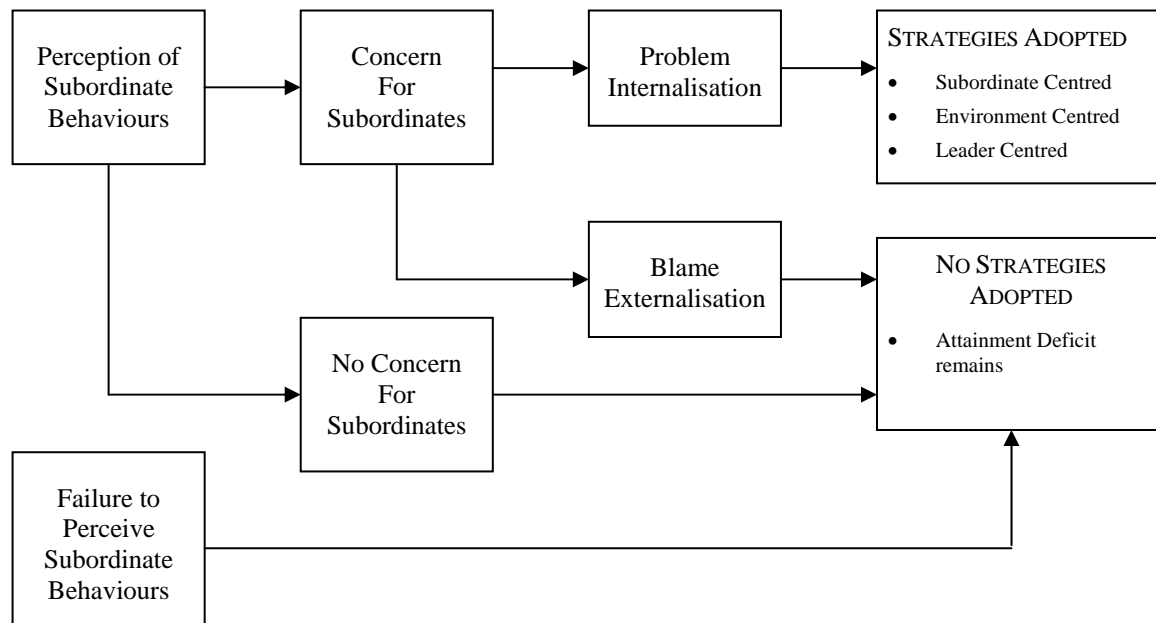 Perception of
Subordinate
Behaviours
Concern
For
Subordinates
Problem
Internalisation
STRATEGIES ADOPTED
• Subordinate Centred
• Environment Centred
• Leader Centred
Blame
Externalisation
NO STRATEGIES
ADOPTED
• Attainment Deficit
remains
No Concern
For
Subordinates
Failure to
Perceive
Subordinate
Behaviours